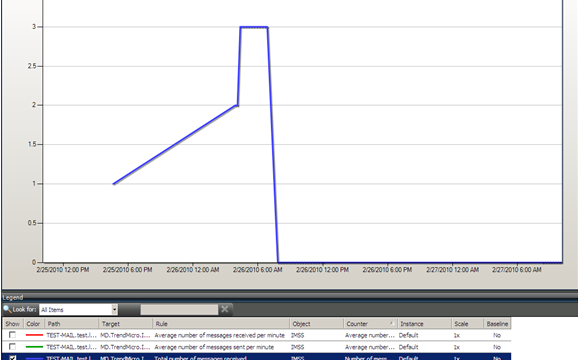 3
2.5
2
1.5
1
0.5
0
2/25/2010 12:00 PM 2/25/2010 6:00 PM 2/26/2010 12:00 AM 2/26/2010 6:00 AM 2/26/2010 12:00 PM 2/26/2010 6:00 PM 2/27/2010 12:00 AM 2/27/2010 6:00 AM
Legend
Look for: All Items
Show Color Path Target Rule Object Counter Instance Scale Baseline
TEST-MAIL.test.l... MD.TrendMicro.I... Average number of messages received per minute IMSS Average number... Default 1x No
TEST-MAIL.test.l... MD.TrendMicro.I... Average number of messages sent per minute IMSS Average number... Default 1x No
TEST-MAIL.test.l... MD.TrendMicro.I... Total number of messages received IMSS Number of mess... Default 1x No